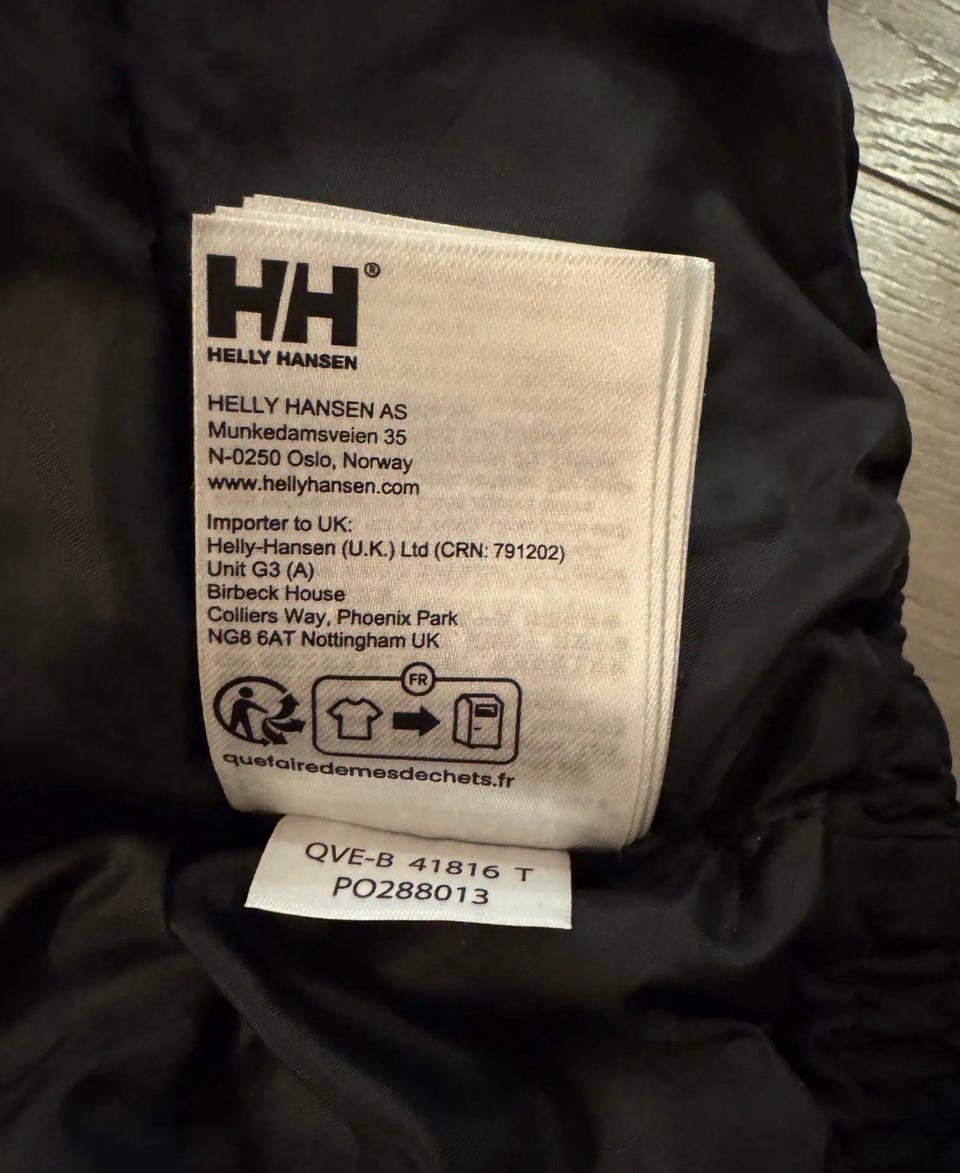 HH®
HELLY HANSEN
HELLY HANSEN AS
Munkedamsveien 35
N-0250 Oslo, Norway
www.hellyhansen.com
Importer to UK:
Helly-Hansen (U.K.) Ltd (CRN: 791202)
Unit G3 (A)
Birbeck House
Colliers Way, Phoenix Park
NG8 6AT Nottingham UK
FR
quefairedemesdechets.fr
QVE-B 41816 T
PO288013